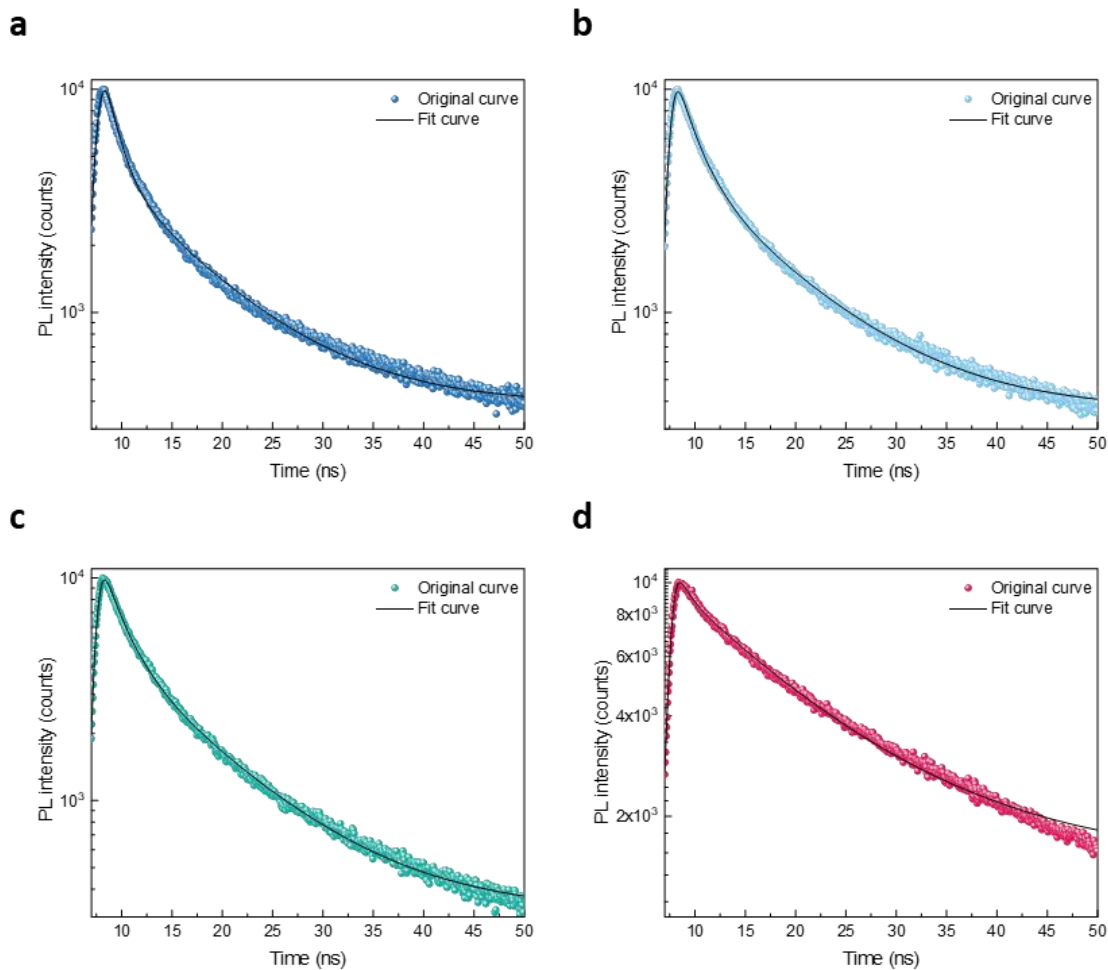 a
10⁴
10³
PL intensity (counts)
Original curve
Fit curve
10 15 20 25 30 35 40 45 50
Time (ns)
b
10⁴
10³
PL intensity (counts)
Original curve
Fit curve
10 15 20 25 30 35 40 45 50
Time (ns)
c
10⁴
10³
PL intensity (counts)
Original curve
Fit curve
10 15 20 25 30 35 40 45 50
Time (ns)
d
10⁴
8x10³
6x10³
4x10³
2x10³
PL intensity (counts)
Original curve
Fit curve
10 15 20 25 30 35 40 45 50
Time (ns)